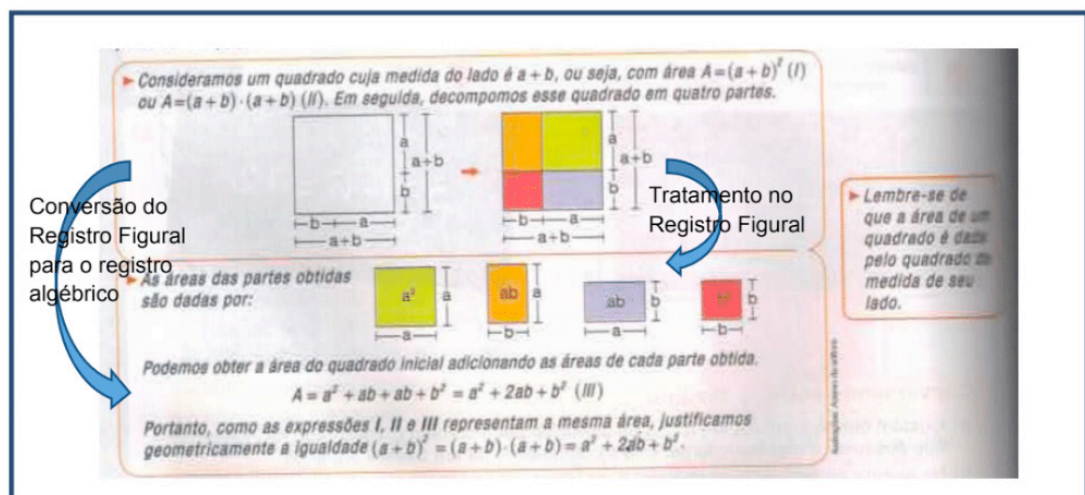 ► Consideramos um quadrado cuja medida do lado é a + b, ou seja, com área A=(a + b)² (I)
ou A=(a + b)·(a + b) (II). Em seguida, decompomos esse quadrado em quatro partes.
a
b
a+b
b a
a+b
a
b
a+b
b a
a+b
Conversão do
Registro Figural
para o registro
algébrico
Tratamento no
Registro Figural
► Lembre-se de
que a área de um
quadrado é dada
pelo quadrado da
medida de seu
lado.
► As áreas das partes obtidas
são dadas por:
a² a
a
ab a
b
ab b
a
b² b
b
Podemos obter a área do quadrado inicial adicionando as áreas de cada parte obtida.
A = a² + ab + ab + b² = a² + 2ab + b² (III)
Portanto, como as expressões I, II e III representam a mesma área, justificamos
geometricamente a igualdade (a + b)² = (a + b)·(a + b) = a² + 2ab + b².